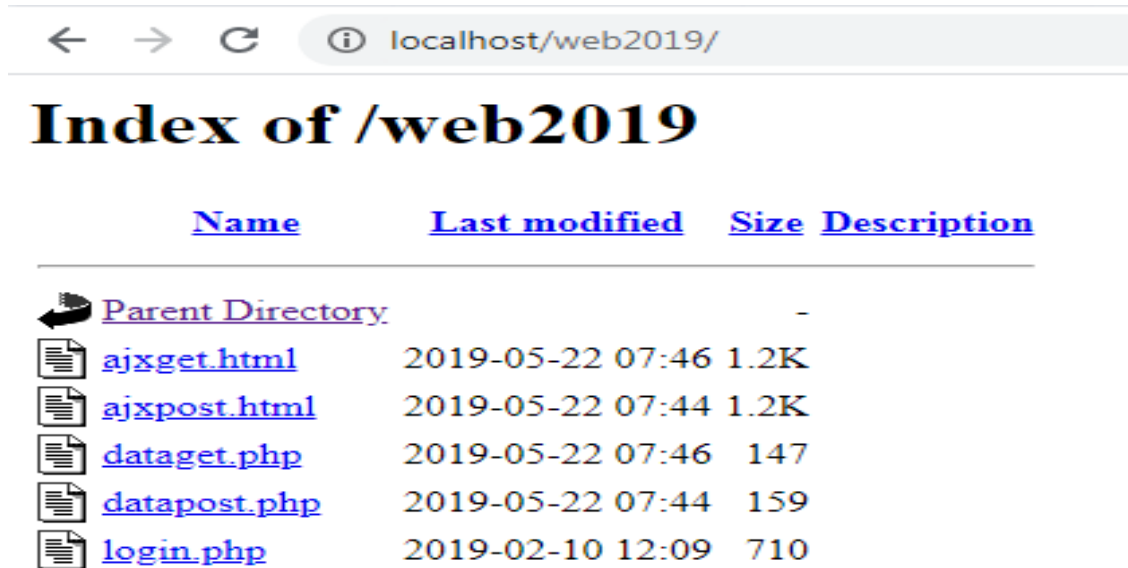 localhost/web2019/
Index of /web2019
Name Last modified Size Description
Parent Directory -
ajxget.html 2019-05-22 07:46 1.2K
ajxpost.html 2019-05-22 07:44 1.2K
dataget.php 2019-05-22 07:46 147
datapost.php 2019-05-22 07:44 159
login.php 2019-02-10 12:09 710